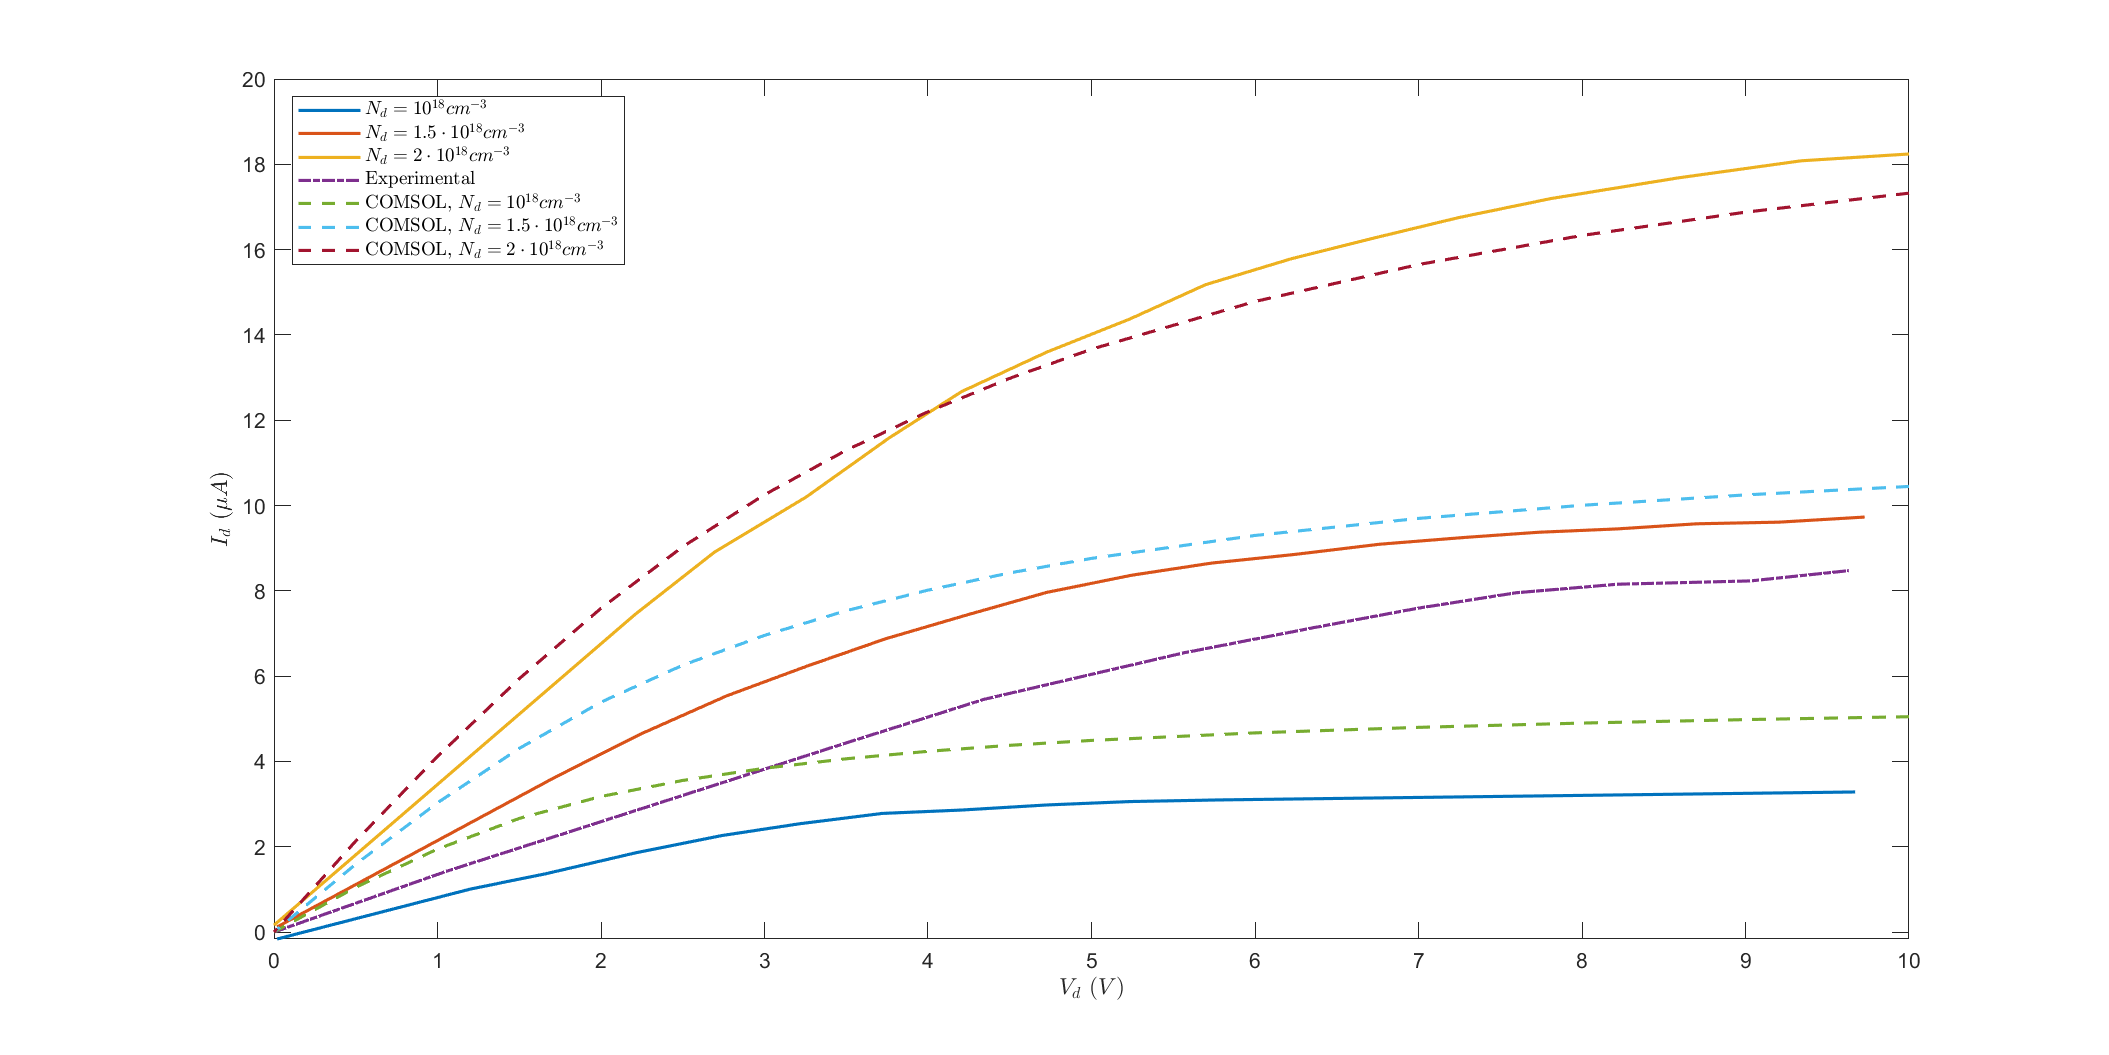 20
18
16
14
12
10
8
6
4
2
0
N_d = 10^{18}cm^{-3}
N_d = 1.5 · 10^{18}cm^{-3}
N_d = 2 · 10^{18}cm^{-3}
Experimental
COMSOL, N_d = 10^{18}cm^{-3}
COMSOL, N_d = 1.5 · 10^{18}cm^{-3}
COMSOL, N_d = 2 · 10^{18}cm^{-3}
I_d (μA)
0 1 2 3 4 5 6 7 8 9 10
V_d (V)